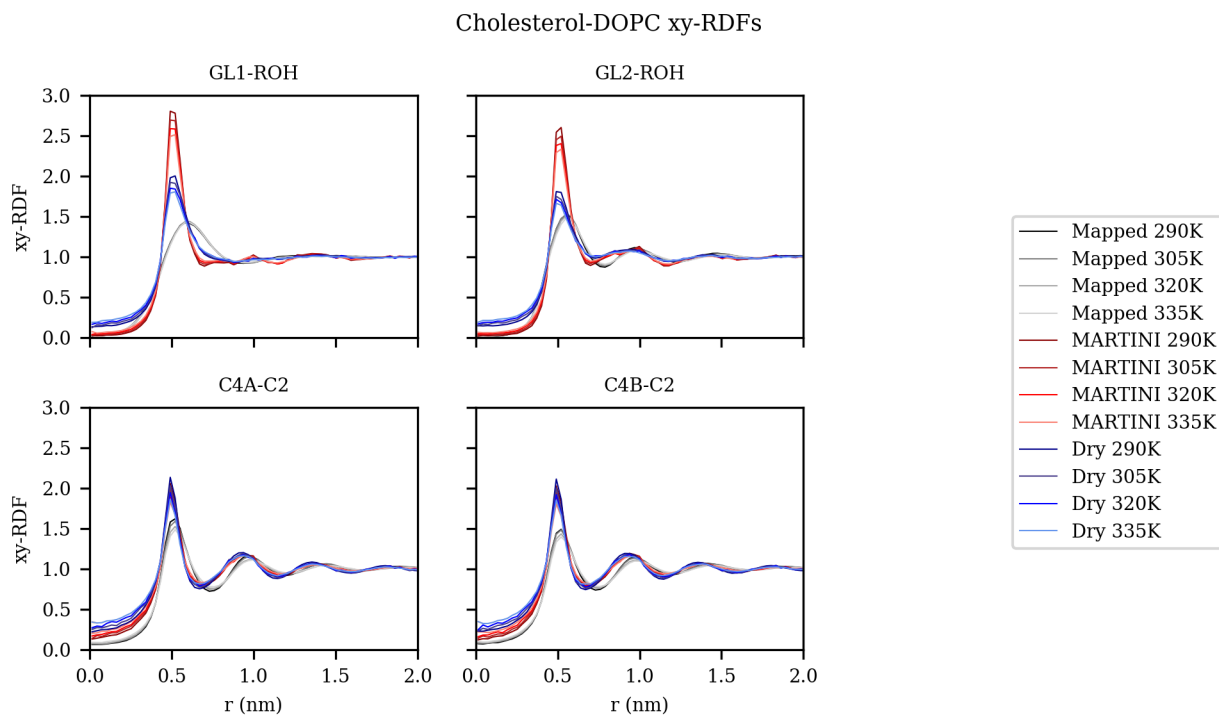 Cholesterol-DOPC xy-RDFs
GL1-ROH
GL2-ROH
3.0
2.5
2.0
1.5
1.0
0.5
0.0
xy-RDF
C4A-C2
C4B-C2
3.0
2.5
2.0
1.5
1.0
0.5
0.0
xy-RDF
0.0
0.5
1.0
1.5
2.0
r (nm)
0.0
0.5
1.0
1.5
2.0
r (nm)
Mapped 290K
Mapped 305K
Mapped 320K
Mapped 335K
MARTINI 290K
MARTINI 305K
MARTINI 320K
MARTINI 335K
Dry 290K
Dry 305K
Dry 320K
Dry 335K